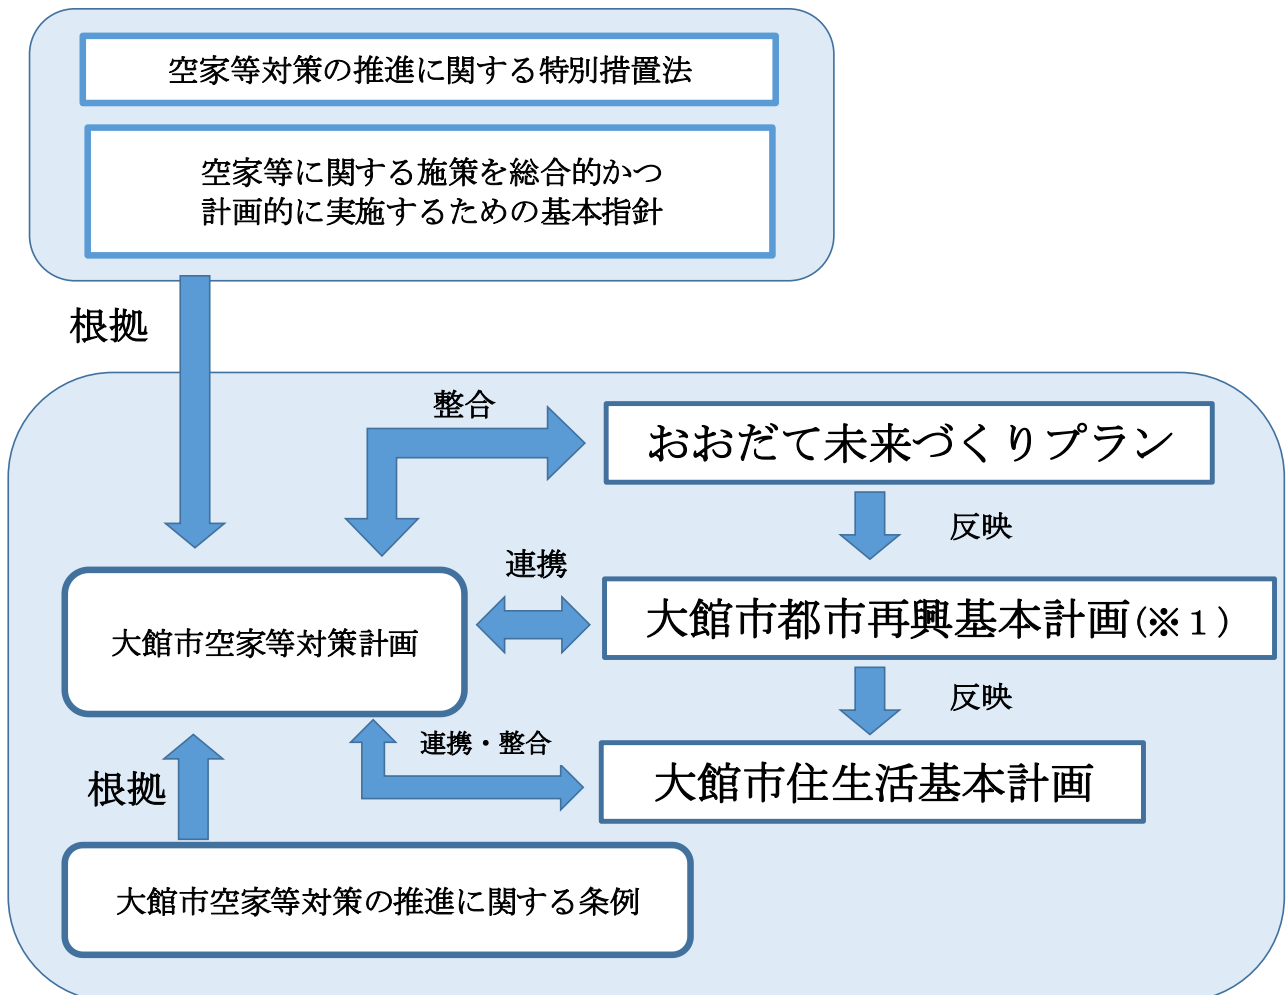 空家等対策の推進に関する特別措置法
空家等に関する施策を総合的かつ
計画的に実施するための基本指針
根拠
整合
おおだて未来づくりプラン
反映
連携
大館市都市再興基本計画(※１)
大館市空家等対策計画
反映
連携・整合
大館市住生活基本計画
根拠
大館市空家等対策の推進に関する条例